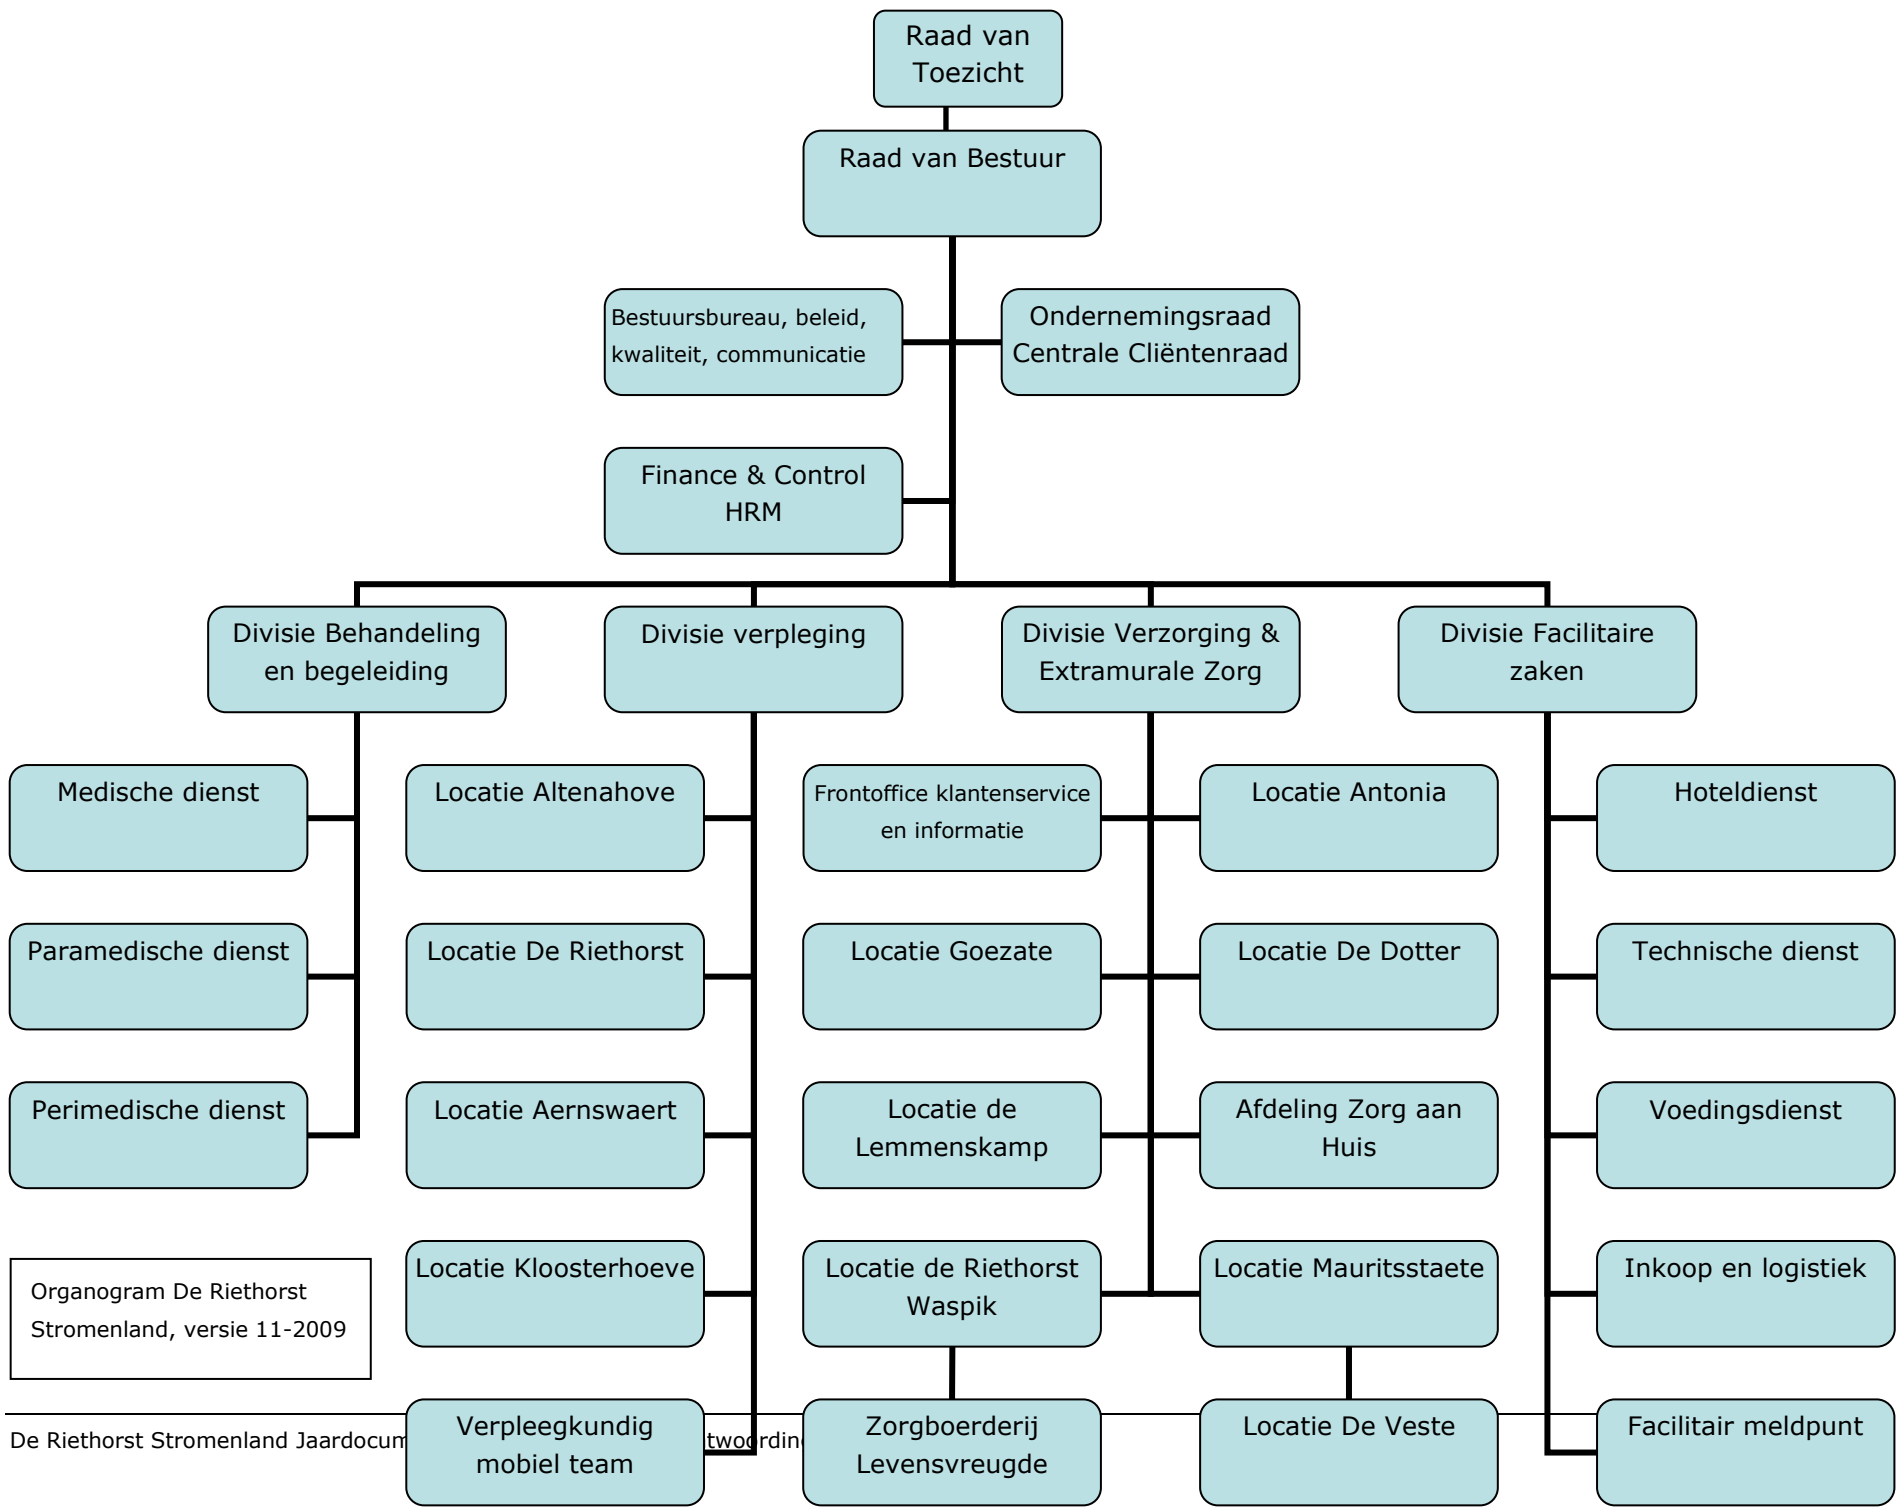 Raad van
Toezicht
Raad van Bestuur
Bestuursbureau, beleid,
kwaliteit, communicatie
Ondernemingsraad
Centrale Cliëntenraad
Finance & Control
HRM
Divisie Behandeling
en begeleiding
Divisie verpleging
Divisie Verzorging &
Extramurale Zorg
Divisie Facilitaire
zaken
Medische dienst
Locatie Altenahove
Frontoffice klantenservice
en informatie
Locatie Antonia
Hoteldienst
Paramedische dienst
Locatie De Riethorst
Locatie Goezate
Locatie De Dotter
Technische dienst
Perimedische dienst
Locatie Aernswaert
Locatie de
Lemmenskamp
Afdeling Zorg aan
Huis
Voedingsdienst
Organogram De Riethorst
Stromenland, versie 11-2009
Locatie Kloosterhoeve
Locatie de Riethorst
Waspik
Locatie Mauritsstaete
Inkoop en logistiek
Verpleegkundig
mobiel team
Zorgboerderij
Levensvreugde
Locatie De Veste
Facilitair meldpunt
De Riethorst Stromenland